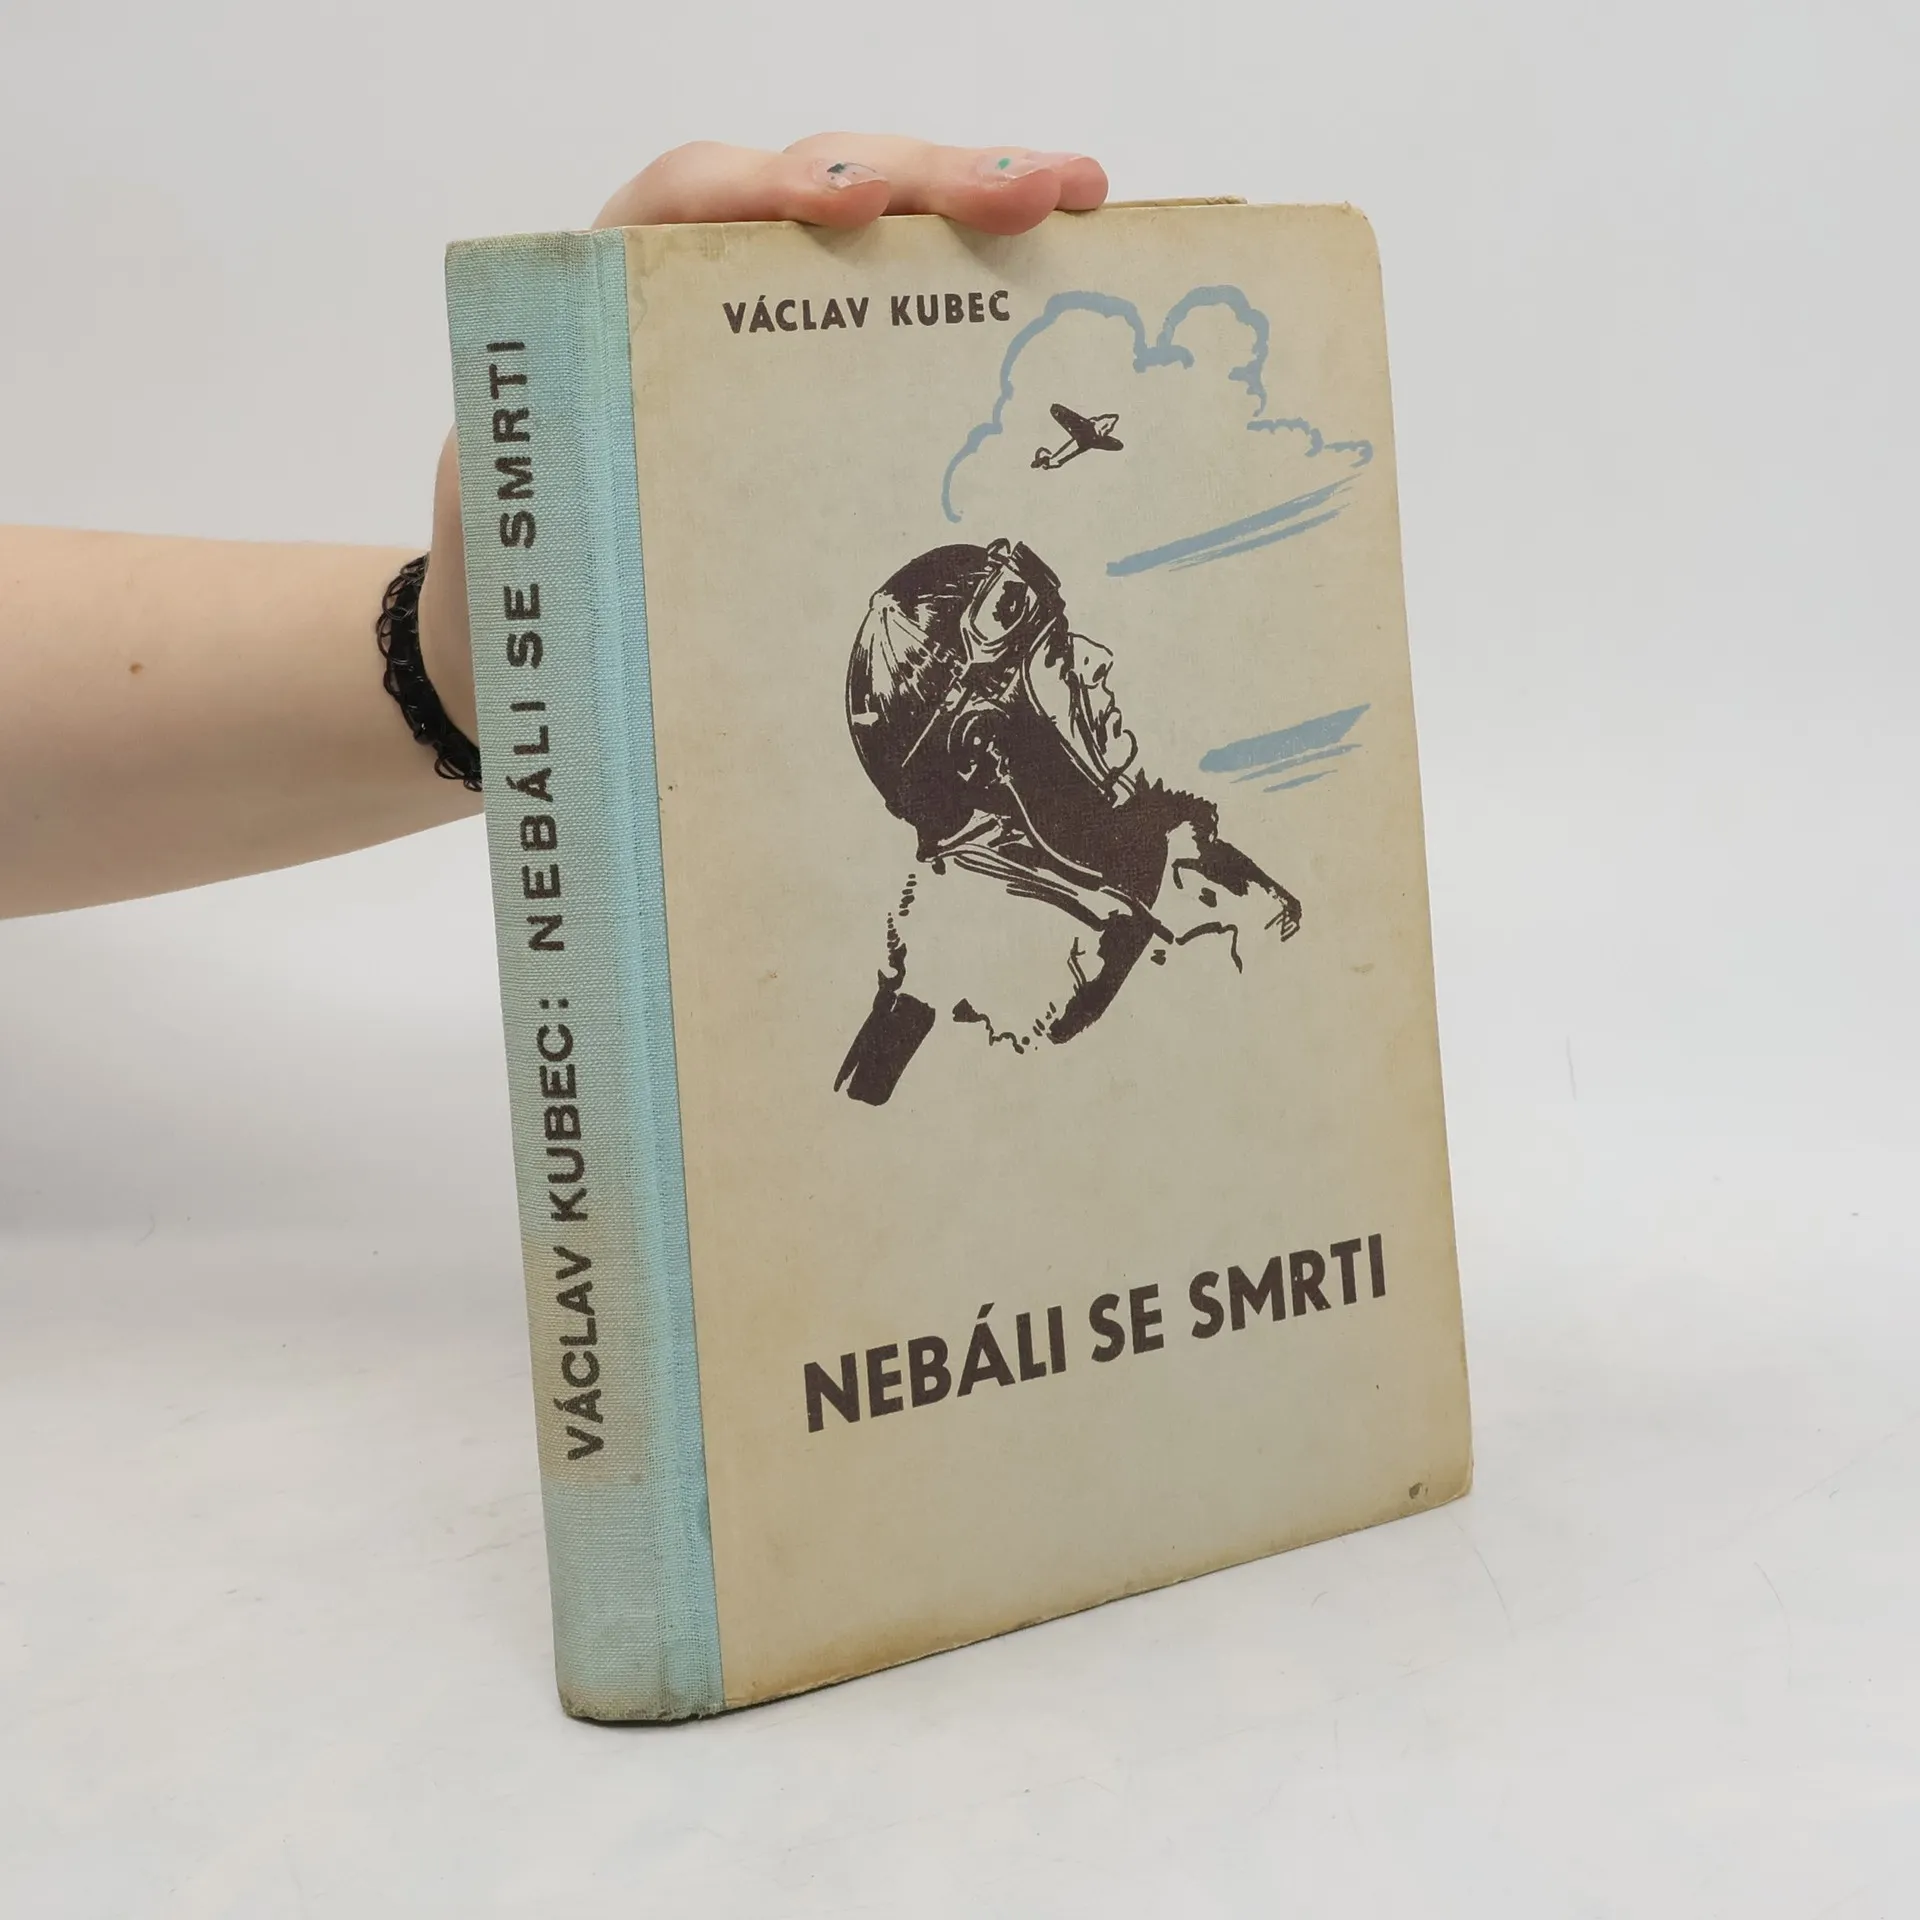 VÁCLAV KUBEC: NEBÁLI SE SMRTI
VÁCLAV KUBEC
NEBÁLI SE SMRTI